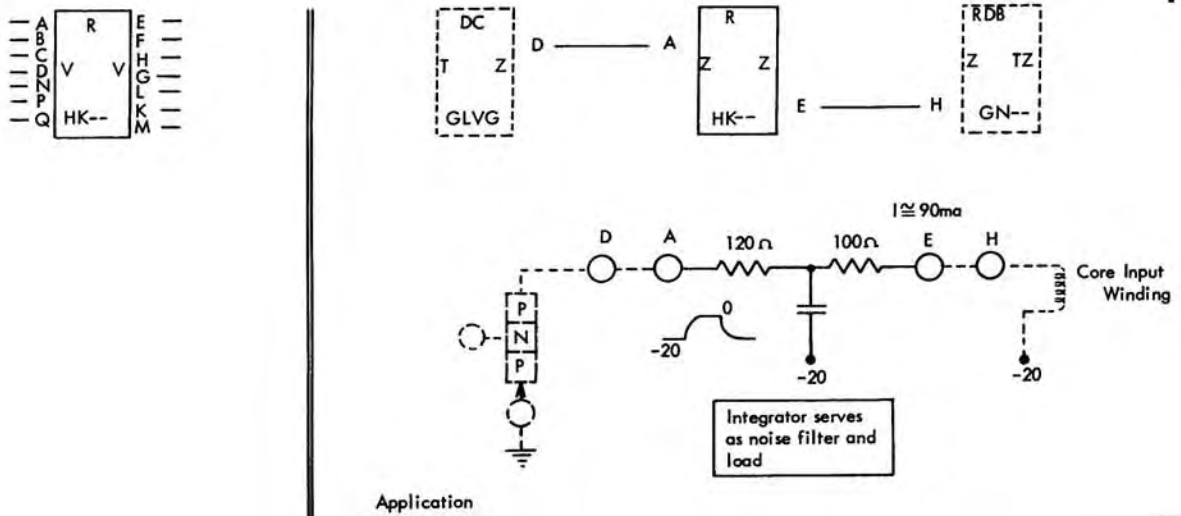 A
B
C
D
N
P
Q
R
V V
HK--
E
F
H
G
L
K
M
DC
T Z
GLVG
D A
R
Z Z
HK--
E H
RDB
Z TZ
GN--
I ≅ 90ma
D A 120Ω 100Ω E H
Core Input
Winding
P
N
P
0
-20
-20
-20
Integrator serves
as noise filter and
load
Application